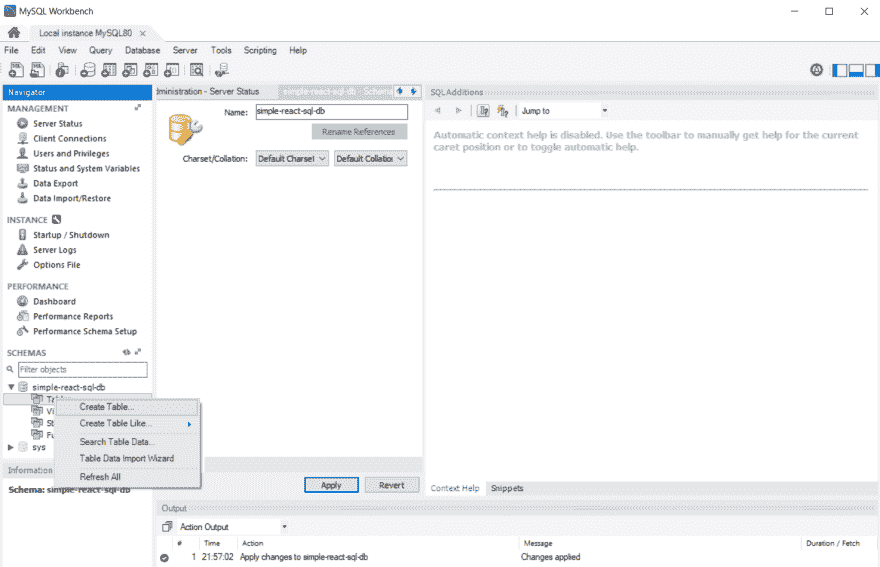 MySQL Workbench
Local instance MySQL80
File Edit View Query Database Server Tools Scripting Help
Navigator
MANAGEMENT
Server Status
Client Connections
Users and Privileges
Status and System Variables
Data Export
Data Import/Restore
INSTANCE
Startup / Shutdown
Server Logs
Options File
PERFORMANCE
Dashboard
Performance Reports
Performance Schema Setup
SCHEMAS
Filter objects
simple-react-sql-db
Tab
Vi
St
Fu
sys
Create Table...
Create Table Like...
Search Table Data...
Table Data Import Wizard
Refresh All
Information
Schema: simple-react-sql-db
dministration - Server Status
simple-react-sql-db - Schema
Name: simple-react-sql-db
Rename References
Charset/Collation: Default Charset Default Collation
Apply Revert
SQLAdditions
Jump to
Automatic context help is disabled. Use the toolbar to manually get help for the current
caret position or to toggle automatic help.
Context Help Snippets
Output
Action Output
# Time Action Message Duration / Fetch
1 21:57:02 Apply changes to simple-react-sql-db Changes applied